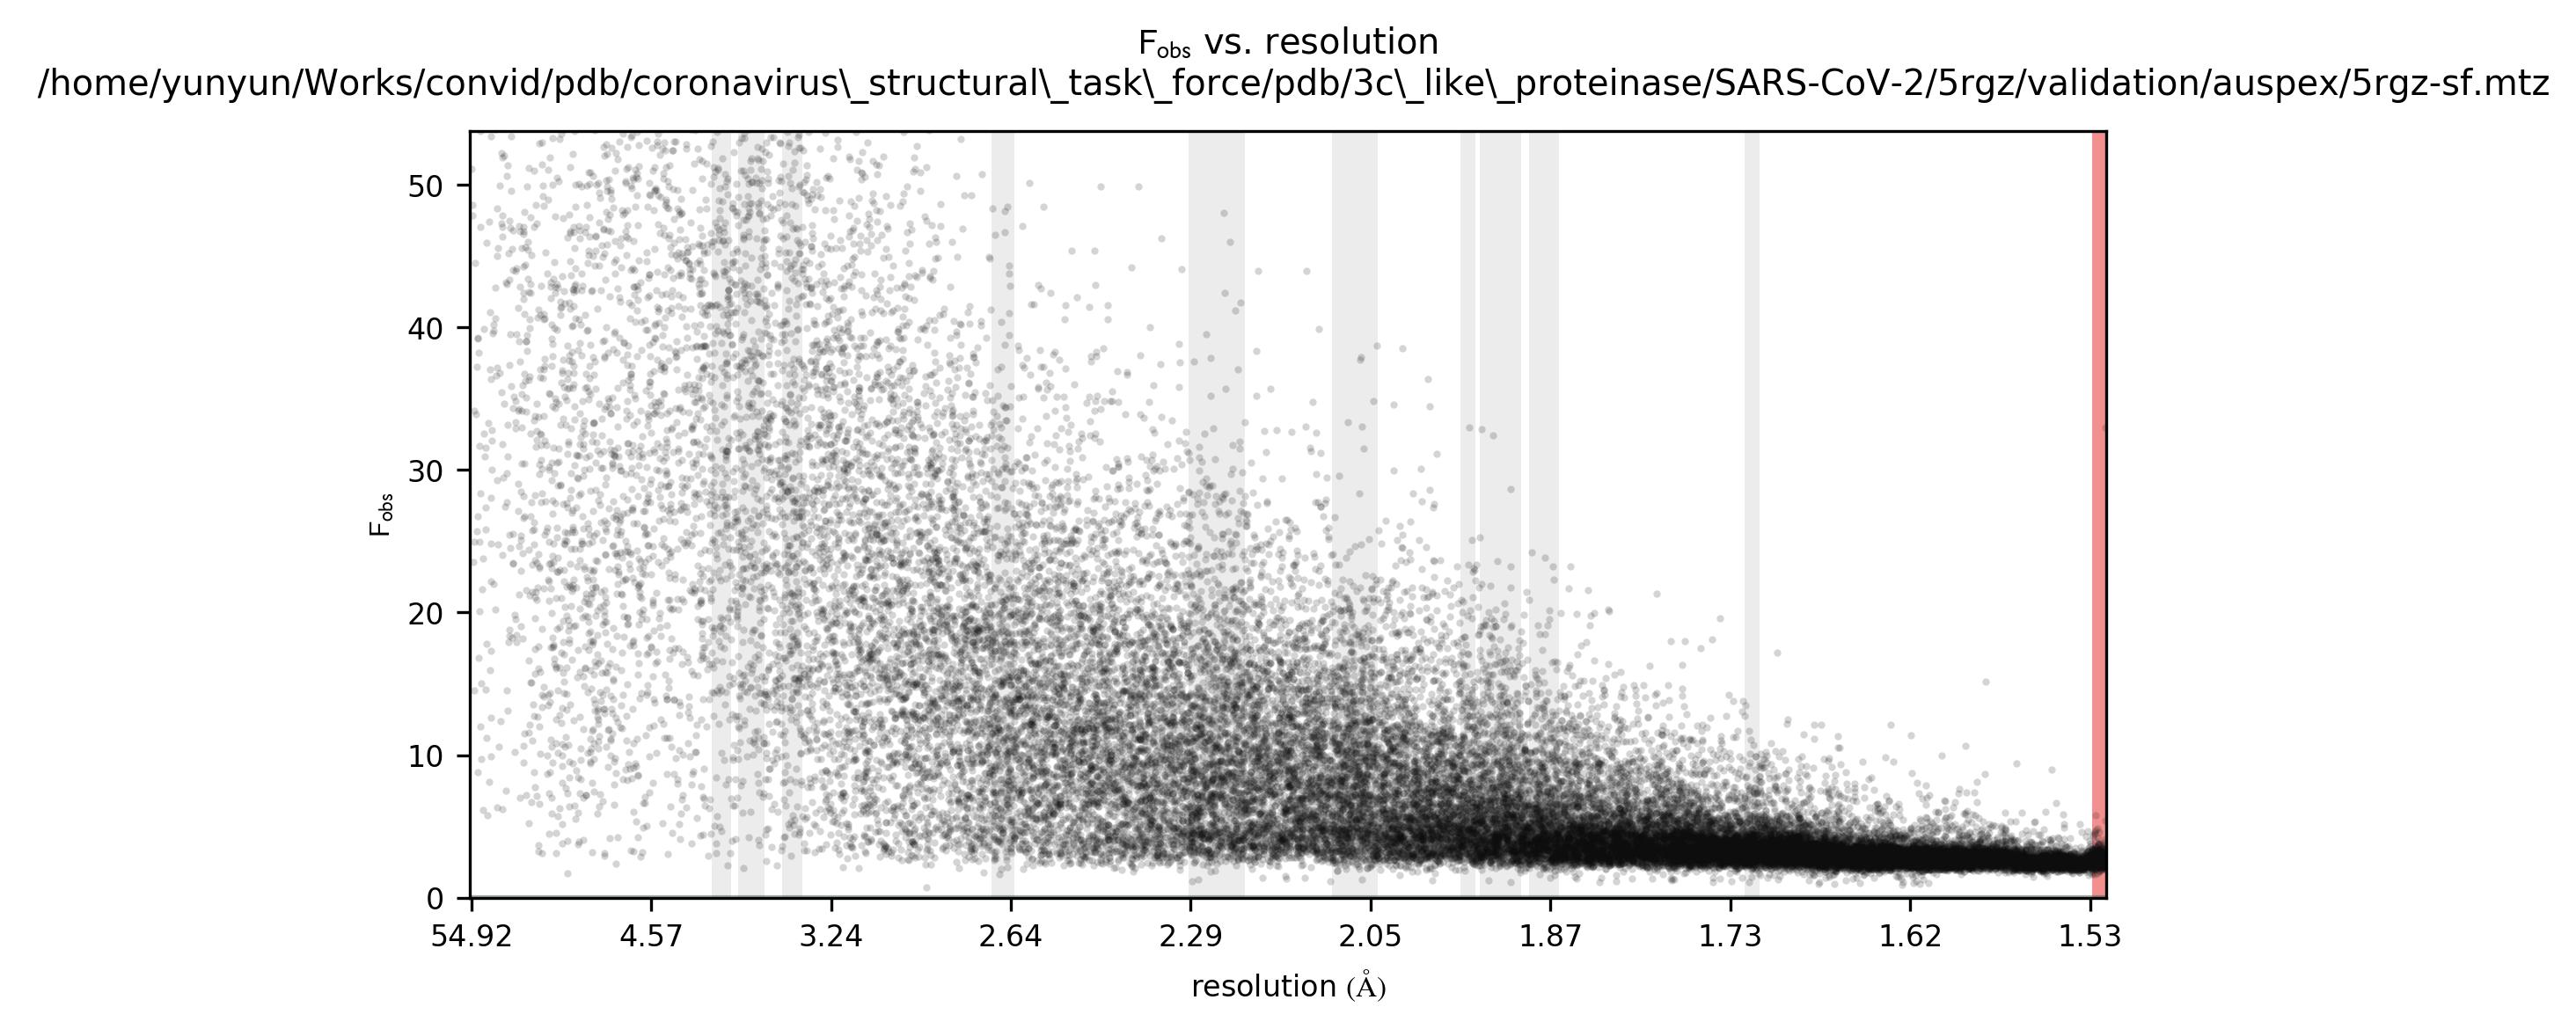 Fobs vs. resolution
/home/yunyun/Works/convid/pdb/coronavirus\_structural\_task\_force/pdb/3c\_like\_proteinase/SARS-CoV-2/5rgz/validation/auspex/5rgz-sf.mtz
50
40
30
20
10
0
Fobs
54.92 4.57 3.24 2.64 2.29 2.05 1.87 1.73 1.62 1.53
resolution (Å)